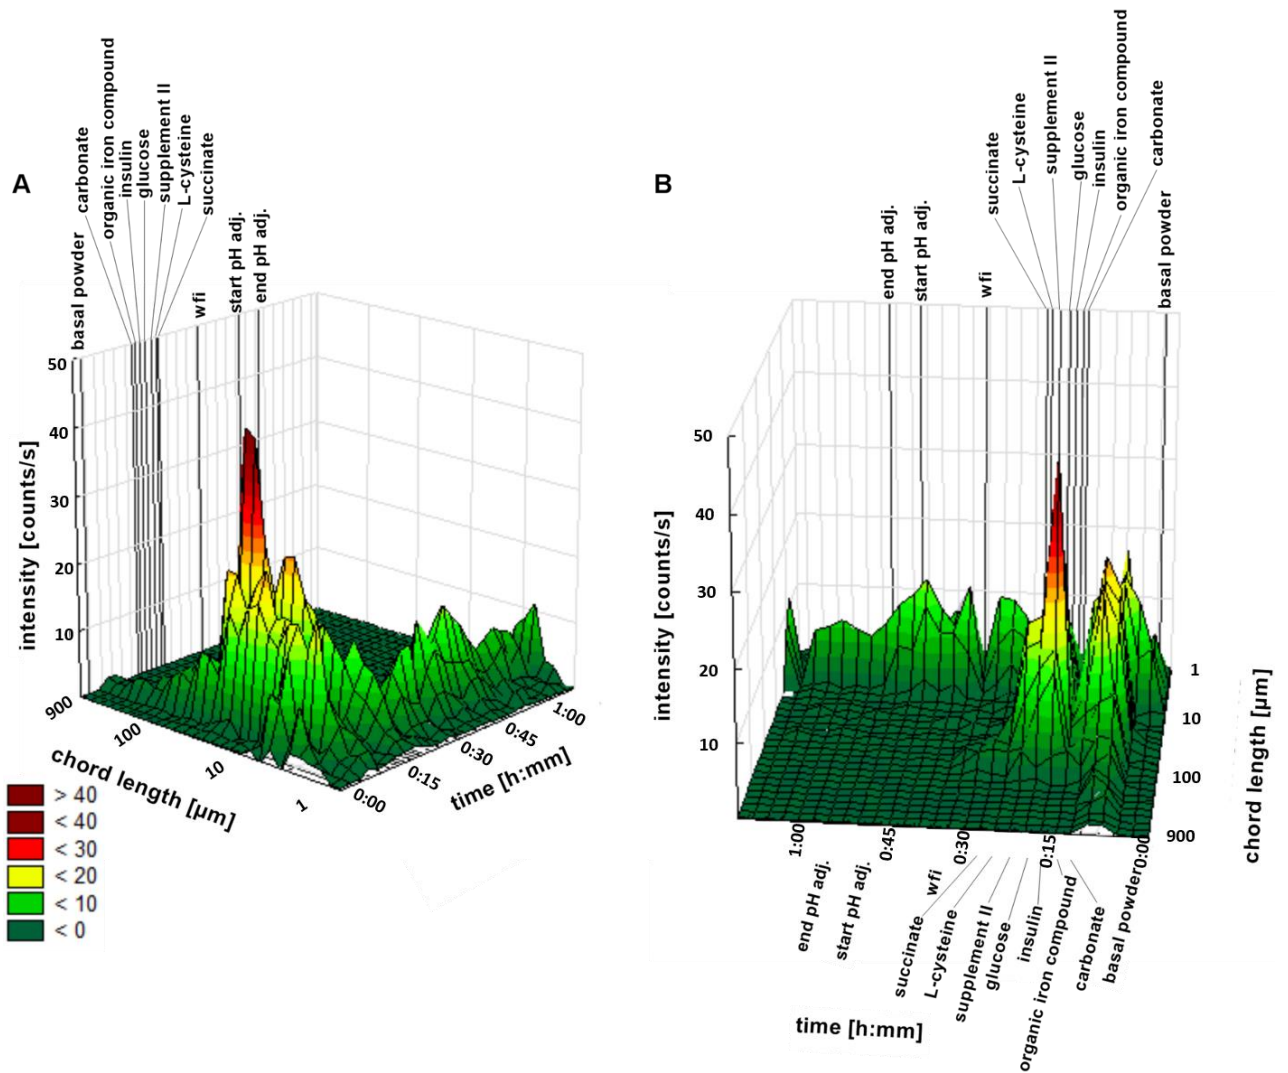 A
basal powder
carbonate
organic iron compound
insulin
glucose
supplement II
L-cysteine
succinate
wfi
start pH adj.
end pH adj.
50
40
30
20
10
intensity [counts/s]
900
100
10
1
chord length [µm]
0:00
0:15
0:30
0:45
1:00
time [h:mm]
> 40
< 40
< 30
< 20
< 10
< 0
B
end pH adj.
start pH adj.
wfi
succinate
L-cysteine
supplement II
glucose
insulin
organic iron compound
carbonate
basal powder
50
40
30
20
10
intensity [counts/s]
1
10
100
900
chord length [µm]
1:00
0:45
0:30
0:15
0:00
end pH adj.
start pH adj.
wfi
succinate
L-cysteine
supplement II
glucose
insulin
organic iron compound
carbonate
basal powder
time [h:mm]